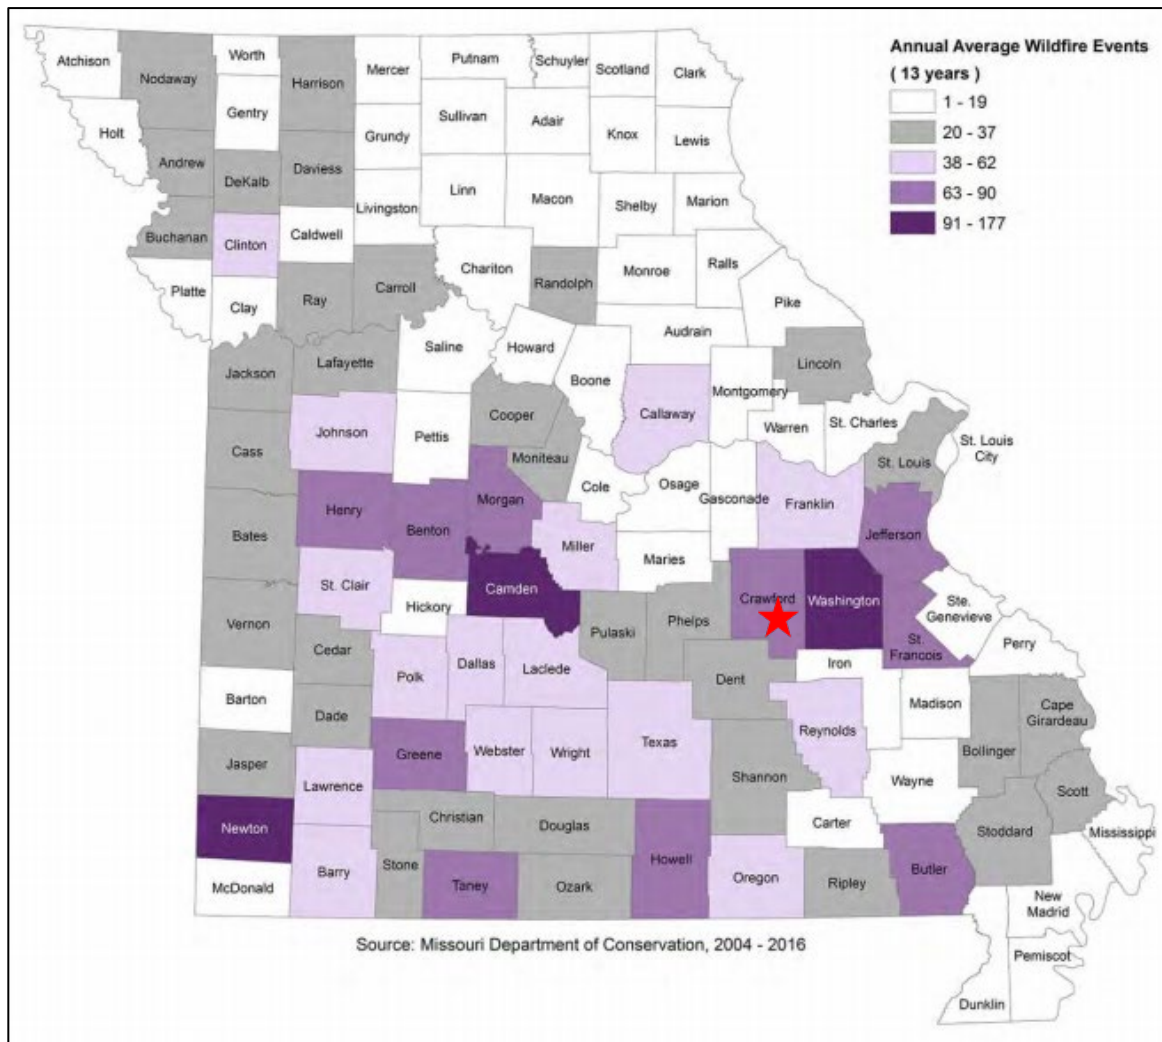 Annual Average Wildfire Events
( 13 years )
1 - 19
20 - 37
38 - 62
63 - 90
91 - 177
Atchison
Nodaway
Worth
Harrison
Mercer
Putnam
Schuyler
Scotland
Clark
Gentry
Holt
Sullivan
Adair
Knox
Lewis
Grundy
Andrew
DeKalb
Daviess
Linn
Macon
Shelby
Marion
Livingston
Buchanan
Clinton
Caldwell
Chariton
Randolph
Monroe
Ralls
Platte
Clay
Ray
Carroll
Pike
Audrain
Saline
Howard
Lincoln
Jackson
Lafayette
Boone
Montgomery
Callaway
Cooper
Warren
St. Charles
Johnson
Pettis
St. Louis
City
Cass
Moniteau
St. Louis
Cole
Osage
Gasconade
Franklin
Henry
Morgan
Benton
Jefferson
Bates
Miller
Maries
St. Clair
Camden
Crawford
Washington
Hickory
Ste.
Genevieve
Vernon
Pulaski
Phelps
St.
Francois
Perry
Cedar
Polk
Dallas
Laclede
Iron
Dent
Barton
Madison
Cape
Girardeau
Dade
Reynolds
Greene
Webster
Wright
Texas
Bollinger
Jasper
Shannon
Wayne
Lawrence
Scott
Newton
Christian
Douglas
Carter
Stoddard
Mississippi
McDonald
Barry
Stone
Taney
Ozark
Howell
Oregon
Ripley
Butler
New
Madrid
Source: Missouri Department of Conservation, 2004 - 2016
Pemiscot
Dunklin